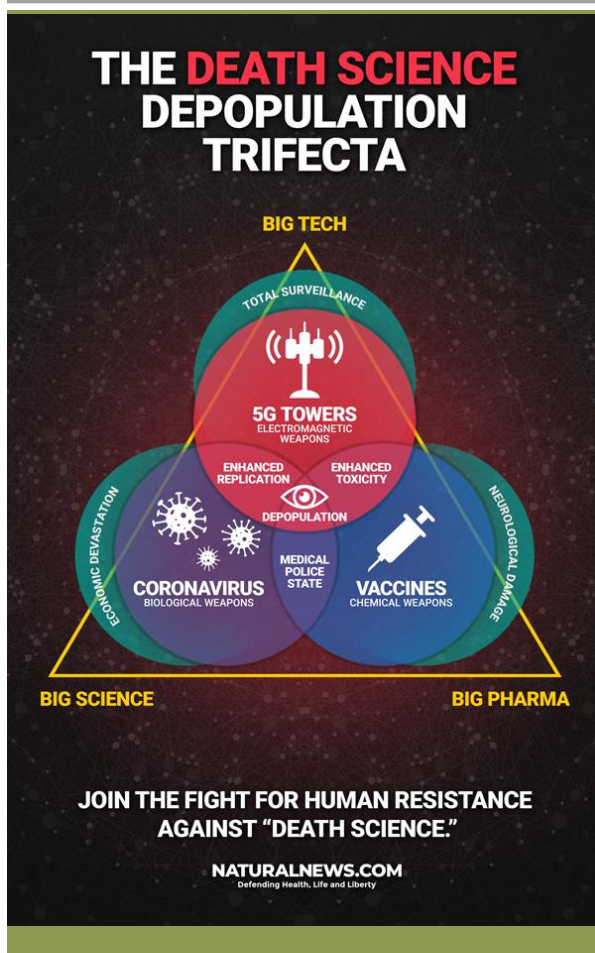 THE DEATH SCIENCE
DEPOPULATION
TRIFECTA
BIG TECH
TOTAL SURVEILLANCE
5G TOWERS
ELECTROMAGNETIC
WEAPONS
ENHANCED
REPLICATION
ENHANCED
TOXICITY
DEPOPULATION
ECONOMIC DEVASTATION
NEUROLOGICAL DAMAGE
MEDICAL
POLICE
STATE
CORONAVIRUS
BIOLOGICAL WEAPONS
VACCINES
CHEMICAL WEAPONS
BIG SCIENCE
BIG PHARMA
JOIN THE FIGHT FOR HUMAN RESISTANCE
AGAINST “DEATH SCIENCE.”
NATURALNEWS.COM
Defending Health, Life and Liberty